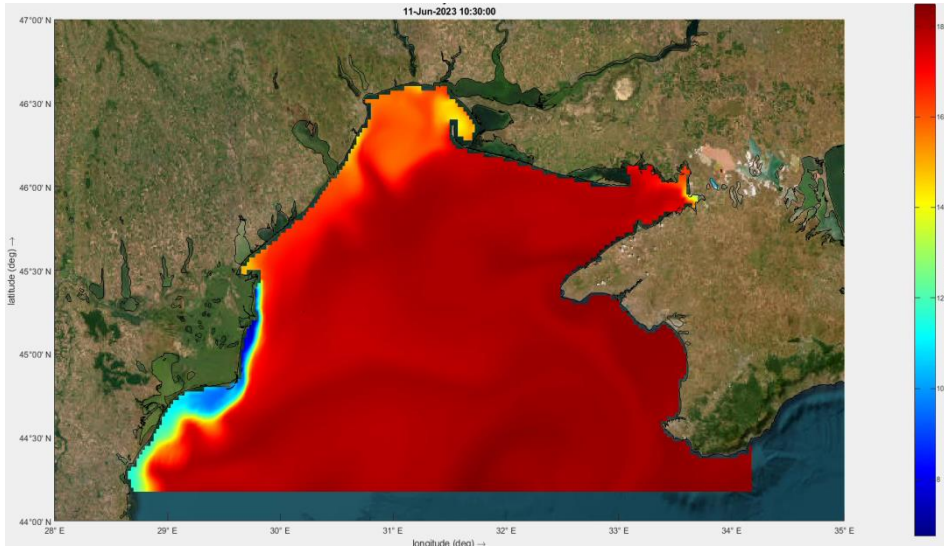 11-Jun-2023 10:30:00
47°00' N
46°30' N
46°00' N
45°30' N
45°00' N
44°30' N
44°00' N
latitude (deg) →
28° E
29° E
30° E
31° E
32° E
33° E
34° E
35° E
longitude (deg) →
18
16
14
12
10
8